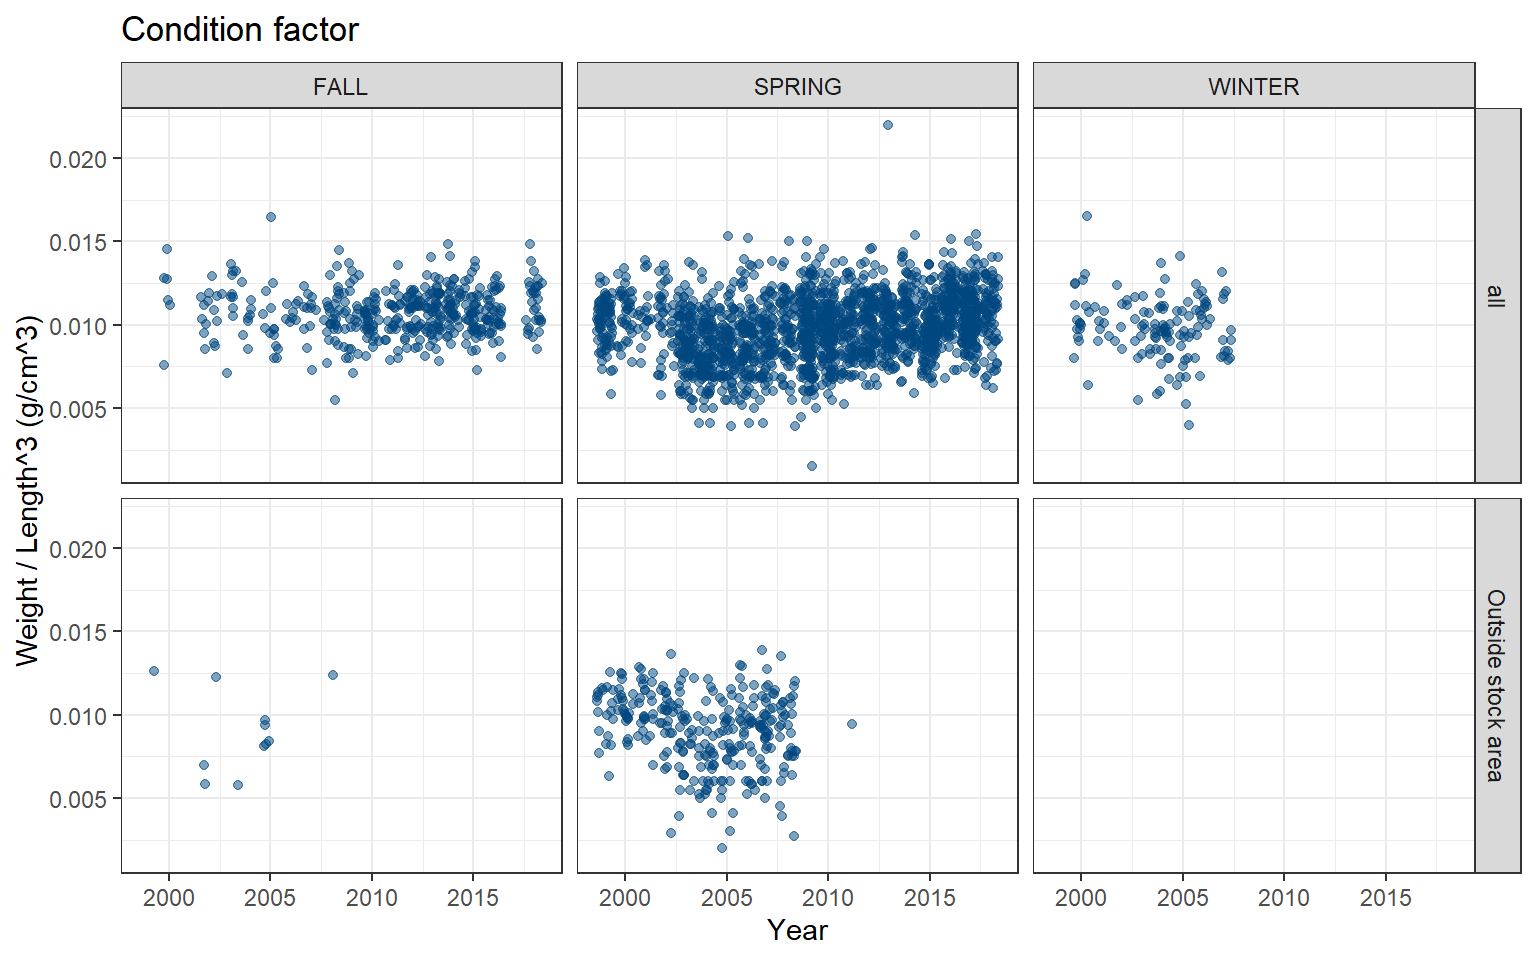 Condition factor
FALL
SPRING
WINTER
0.020
0.015
0.010
0.005
all
0.020
0.015
0.010
0.005
Outside stock area
Weight / Length^3 (g/cm^3)
2000 2005 2010 2015
2000 2005 2010 2015
2000 2005 2010 2015
Year